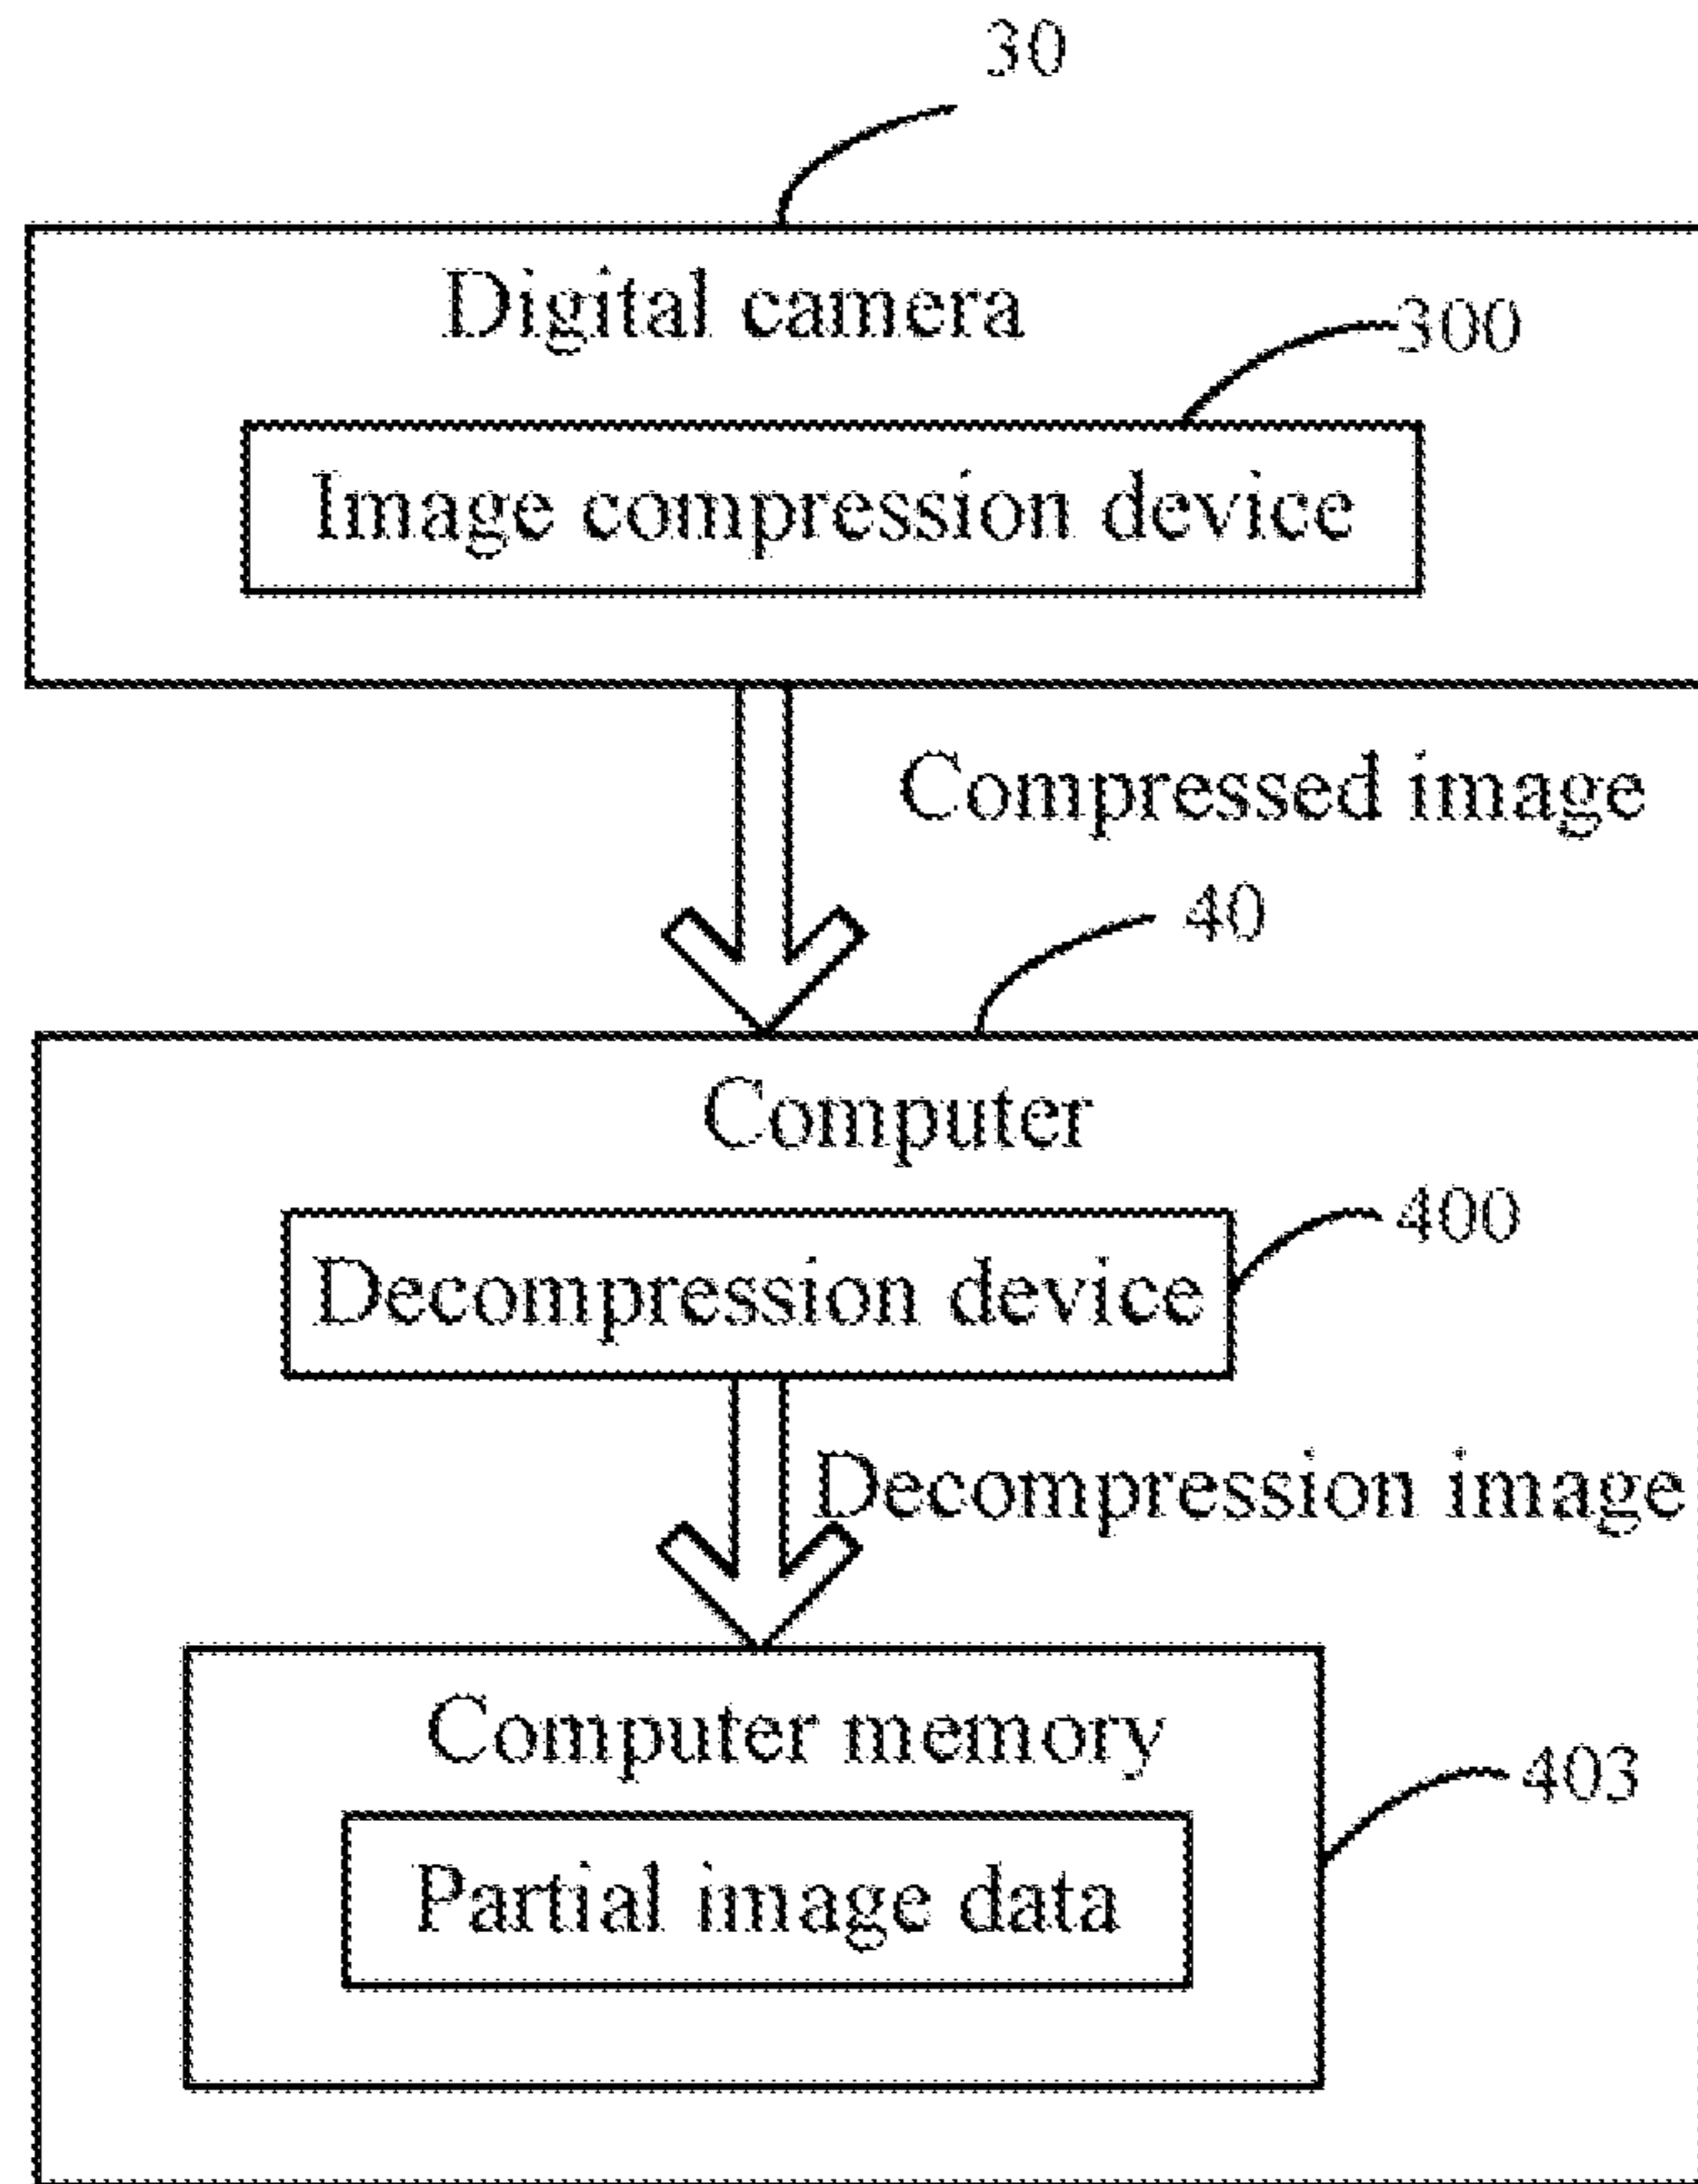 30
Digital camera
300
Image compression device
Compressed image
40
Computer
400
Decompression device
Decompression image
Computer memory
403
Partial image data